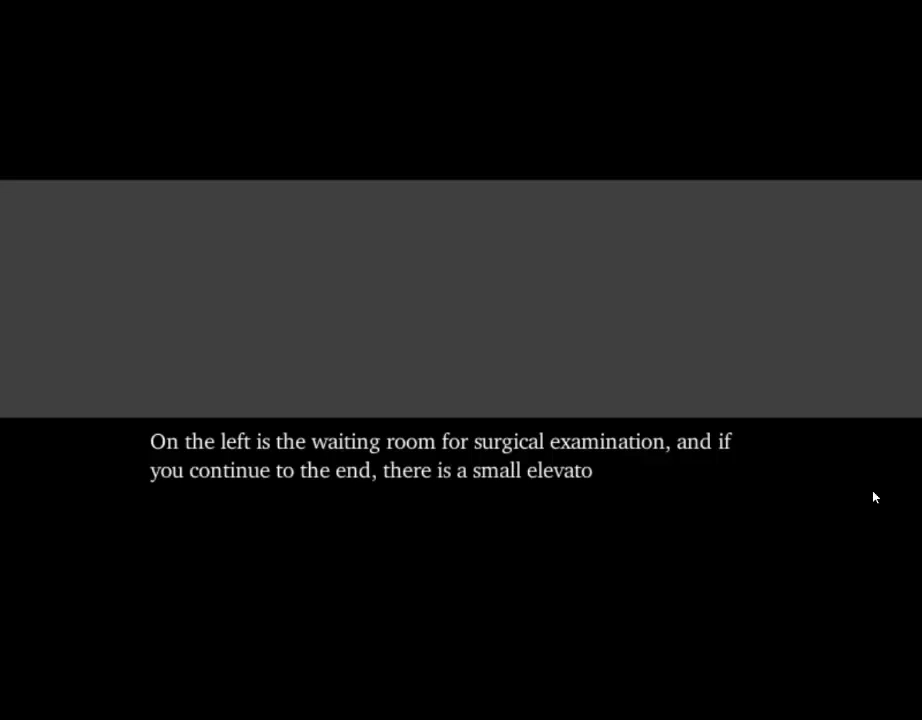 On the left is the waiting room for surgical examination, and if
you continue to the end, there is a small elevato